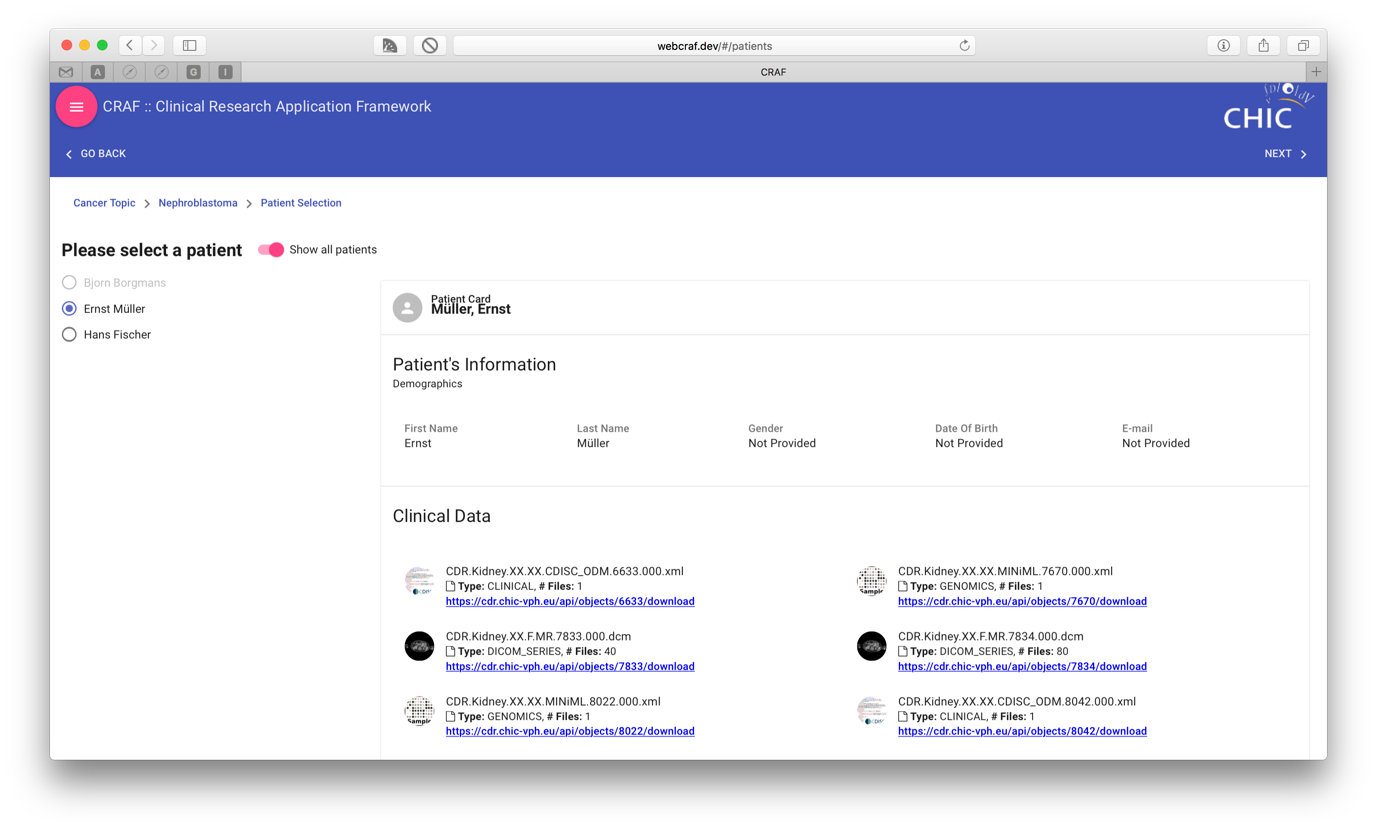 webcraf.dev/#/patients
A
G
I
CRAF
CRAF :: Clinical Research Application Framework
CHIC
GO BACK
NEXT
Cancer Topic
Nephroblastoma
Patient Selection
Please select a patient
Show all patients
Bjorn Borgmans
Ernst Müller
Hans Fischer
Patient Card
Müller, Ernst
Patient's Information
Demographics
First Name
Last Name
Gender
Date Of Birth
E-mail
Ernst
Müller
Not Provided
Not Provided
Not Provided
Clinical Data
CDR.Kidney.XX.XX.CDISC_ODM.6633.000.xml
Type: CLINICAL, # Files: 1
https://cdr.chic-vph.eu/api/objects/6633/download
Sample
CDR.Kidney.XX.XX.MINiML.7670.000.xml
Type: GENOMICS, # Files: 1
https://cdr.chic-vph.eu/api/objects/7670/download
CDR.Kidney.XX.F.MR.7833.000.dcm
Type: DICOM_SERIES, # Files: 40
https://cdr.chic-vph.eu/api/objects/7833/download
CDR.Kidney.XX.F.MR.7834.000.dcm
Type: DICOM_SERIES, # Files: 80
https://cdr.chic-vph.eu/api/objects/7834/download
Sample
CDR.Kidney.XX.XX.MINiML.8022.000.xml
Type: GENOMICS, # Files: 1
https://cdr.chic-vph.eu/api/objects/8022/download
CDR.Kidney.XX.XX.CDISC_ODM.8042.000.xml
Type: CLINICAL, # Files: 1
https://cdr.chic-vph.eu/api/objects/8042/download